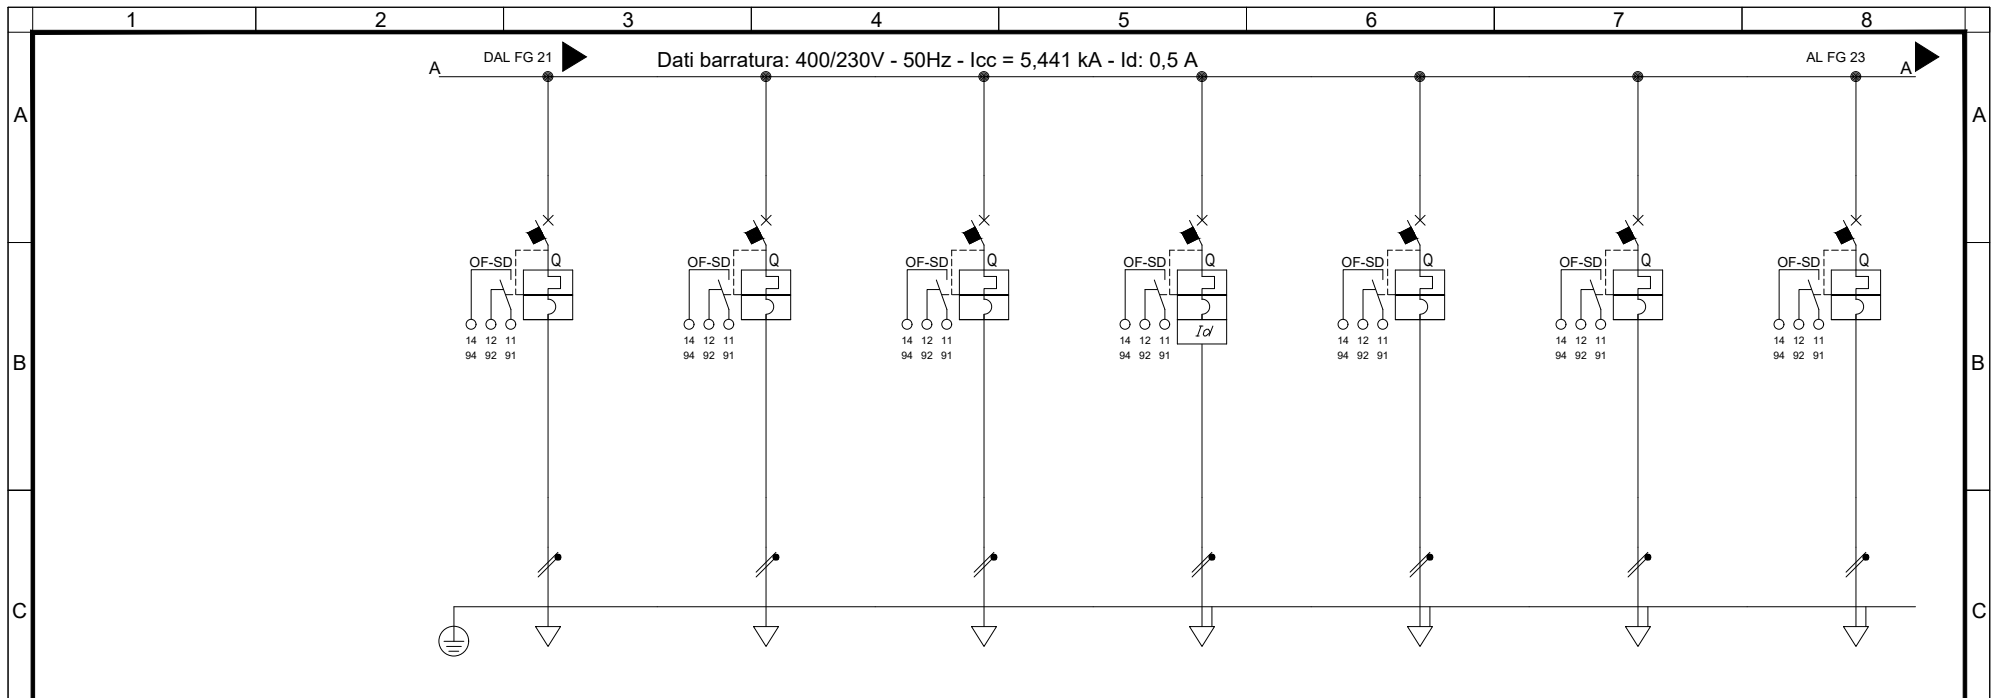 1 2 3 4 5 6 7 8
DAL FG 21 Dati barratura: 400/230V - 50Hz - Icc = 5,441 kA - Id: 0,5 A AL FG 23
A A
A A
OF-SD Q OF-SD Q OF-SD Q OF-SD Q OF-SD Q OF-SD Q OF-SD Q
Id
14 12 11 14 12 11 14 12 11 14 12 11 14 12 11 14 12 11 14 12 11
94 92 91 94 92 91 94 92 91 94 92 91 94 92 91 94 92 91 94 92 91
B B
C C